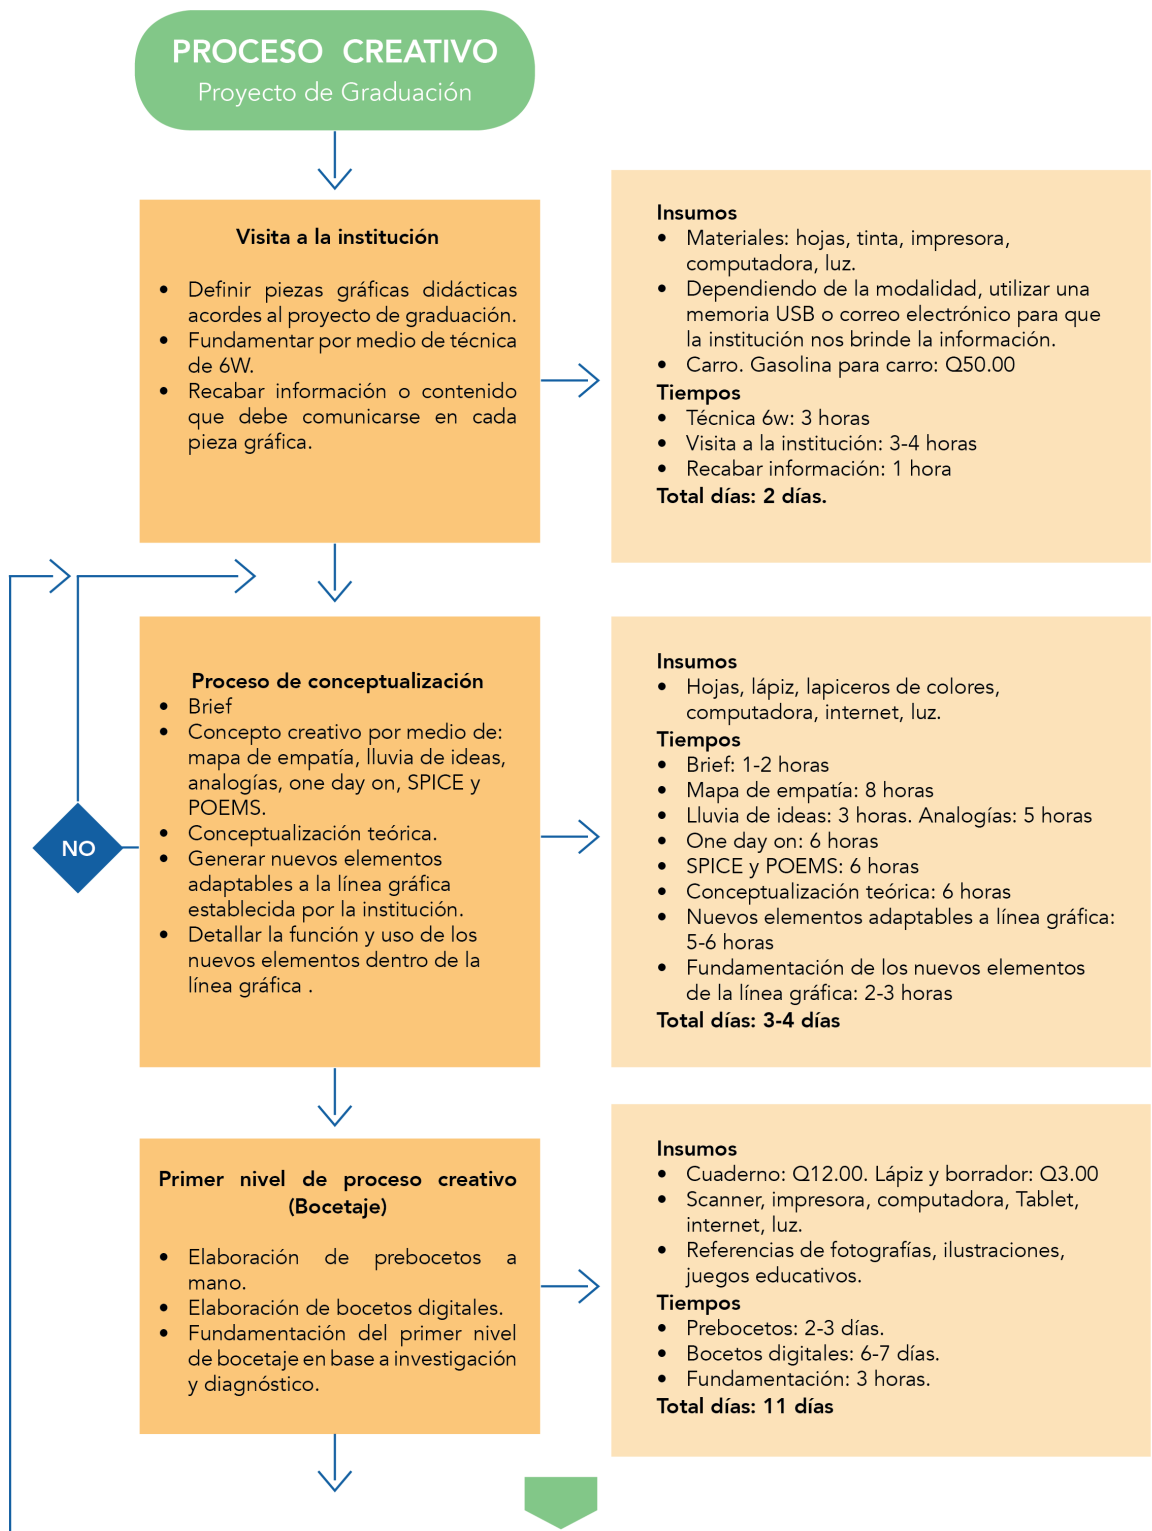 PROCESO CREATIVO
Proyecto de Graduación
Visita a la institución
• Definir piezas gráficas didácticas
acordes al proyecto de graduación.
• Fundamentar por medio de técnica
de 6W.
• Recabar información o contenido
que debe comunicarse en cada
pieza gráfica.
Insumos
• Materiales: hojas, tinta, impresora,
computadora, luz.
• Dependiendo de la modalidad, utilizar una
memoria USB o correo electrónico para que
la institución nos brinde la información.
• Carro. Gasolina para carro: Q50.00
Tiempos
• Técnica 6w: 3 horas
• Visita a la institución: 3-4 horas
• Recabar información: 1 hora
Total días: 2 días.
Proceso de conceptualización
• Brief
• Concepto creativo por medio de:
mapa de empatía, lluvia de ideas,
analogías, one day on, SPICE y
POEMS.
• Conceptualización teórica.
• Generar nuevos elementos
adaptables a la línea gráfica
establecida por la institución.
• Detallar la función y uso de los
nuevos elementos dentro de la
línea gráfica .
NO
Insumos
• Hojas, lápiz, lapiceros de colores,
computadora, internet, luz.
Tiempos
• Brief: 1-2 horas
• Mapa de empatía: 8 horas
• Lluvia de ideas: 3 horas. Analogías: 5 horas
• One day on: 6 horas
• SPICE y POEMS: 6 horas
• Conceptualización teórica: 6 horas
• Nuevos elementos adaptables a línea gráfica:
5-6 horas
• Fundamentación de los nuevos elementos
de la línea gráfica: 2-3 horas
Total días: 3-4 días
Primer nivel de proceso creativo
(Bocetaje)
• Elaboración de prebocetos a
mano.
• Elaboración de bocetos digitales.
• Fundamentación del primer nivel
de bocetaje en base a investigación
y diagnóstico.
Insumos
• Cuaderno: Q12.00. Lápiz y borrador: Q3.00
• Scanner, impresora, computadora, Tablet,
internet, luz.
• Referencias de fotografías, ilustraciones,
juegos educativos.
Tiempos
• Prebocetos: 2-3 días.
• Bocetos digitales: 6-7 días.
• Fundamentación: 3 horas.
Total días: 11 días